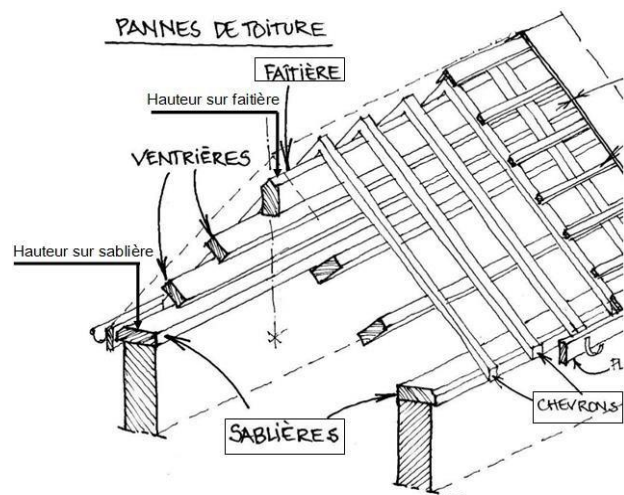 PANNES DE TOITURE
FAÎTIÈRE
Hauteur sur faitière
VENTRIÈRES
Hauteur sur sablière
SABLIÈRES
CHEVRONS